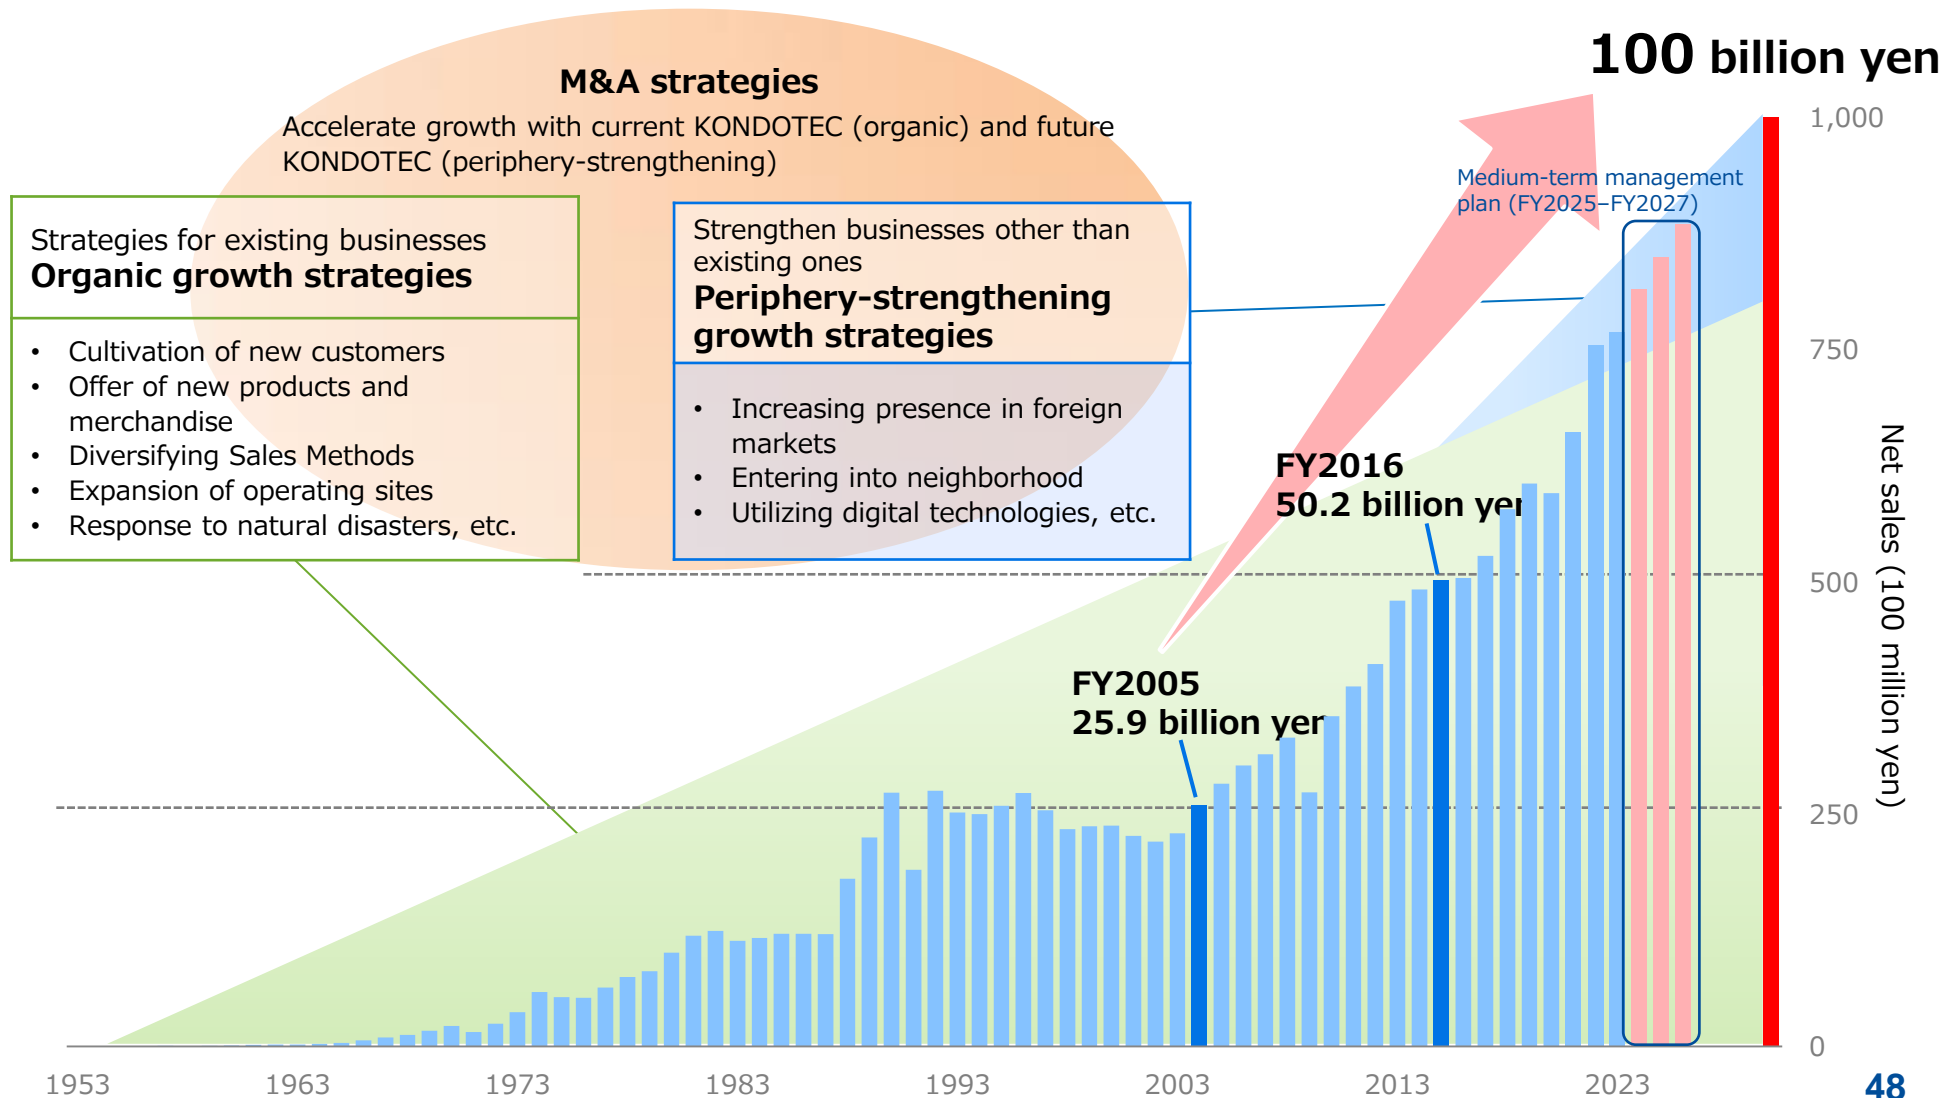 100 billion yen
M&A strategies
Accelerate growth with current KONDOTEC (organic) and future
KONDOTEC (periphery-strengthening)
Strategies for existing businesses
Organic growth strategies
• Cultivation of new customers
• Offer of new products and
merchandise
• Diversifying Sales Methods
• Expansion of operating sites
• Response to natural disasters, etc.
Strengthen businesses other than
existing ones
Periphery-strengthening
growth strategies
• Increasing presence in foreign
markets
• Entering into neighborhood
• Utilizing digital technologies, etc.
Medium-term management
plan (FY2025–FY2027)
FY2016
50.2 billion yen
FY2005
25.9 billion yen
1,000
750
500
250
0
Net sales (100 million yen)
1953
1963
1973
1983
1993
2003
2013
2023
48